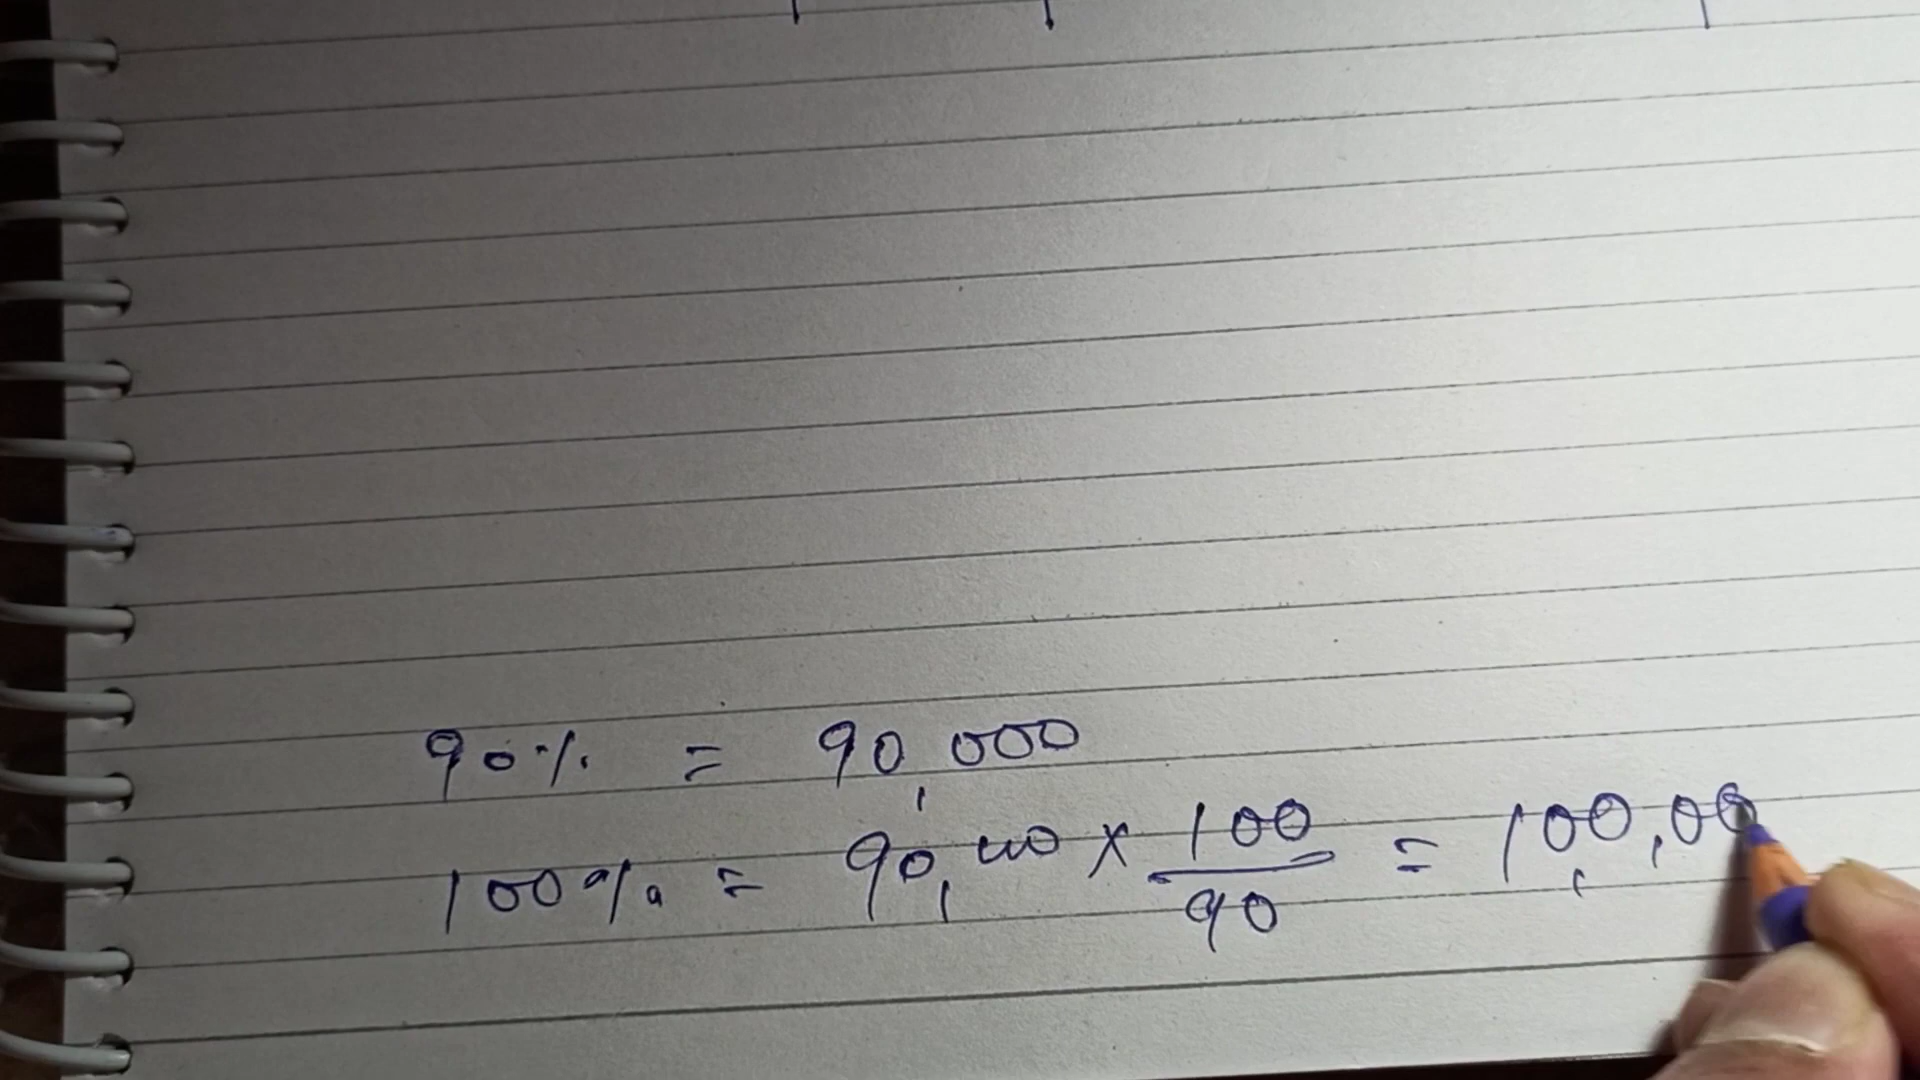 90% = 90,000
100% = 90,000 × 100/90 = 100,00